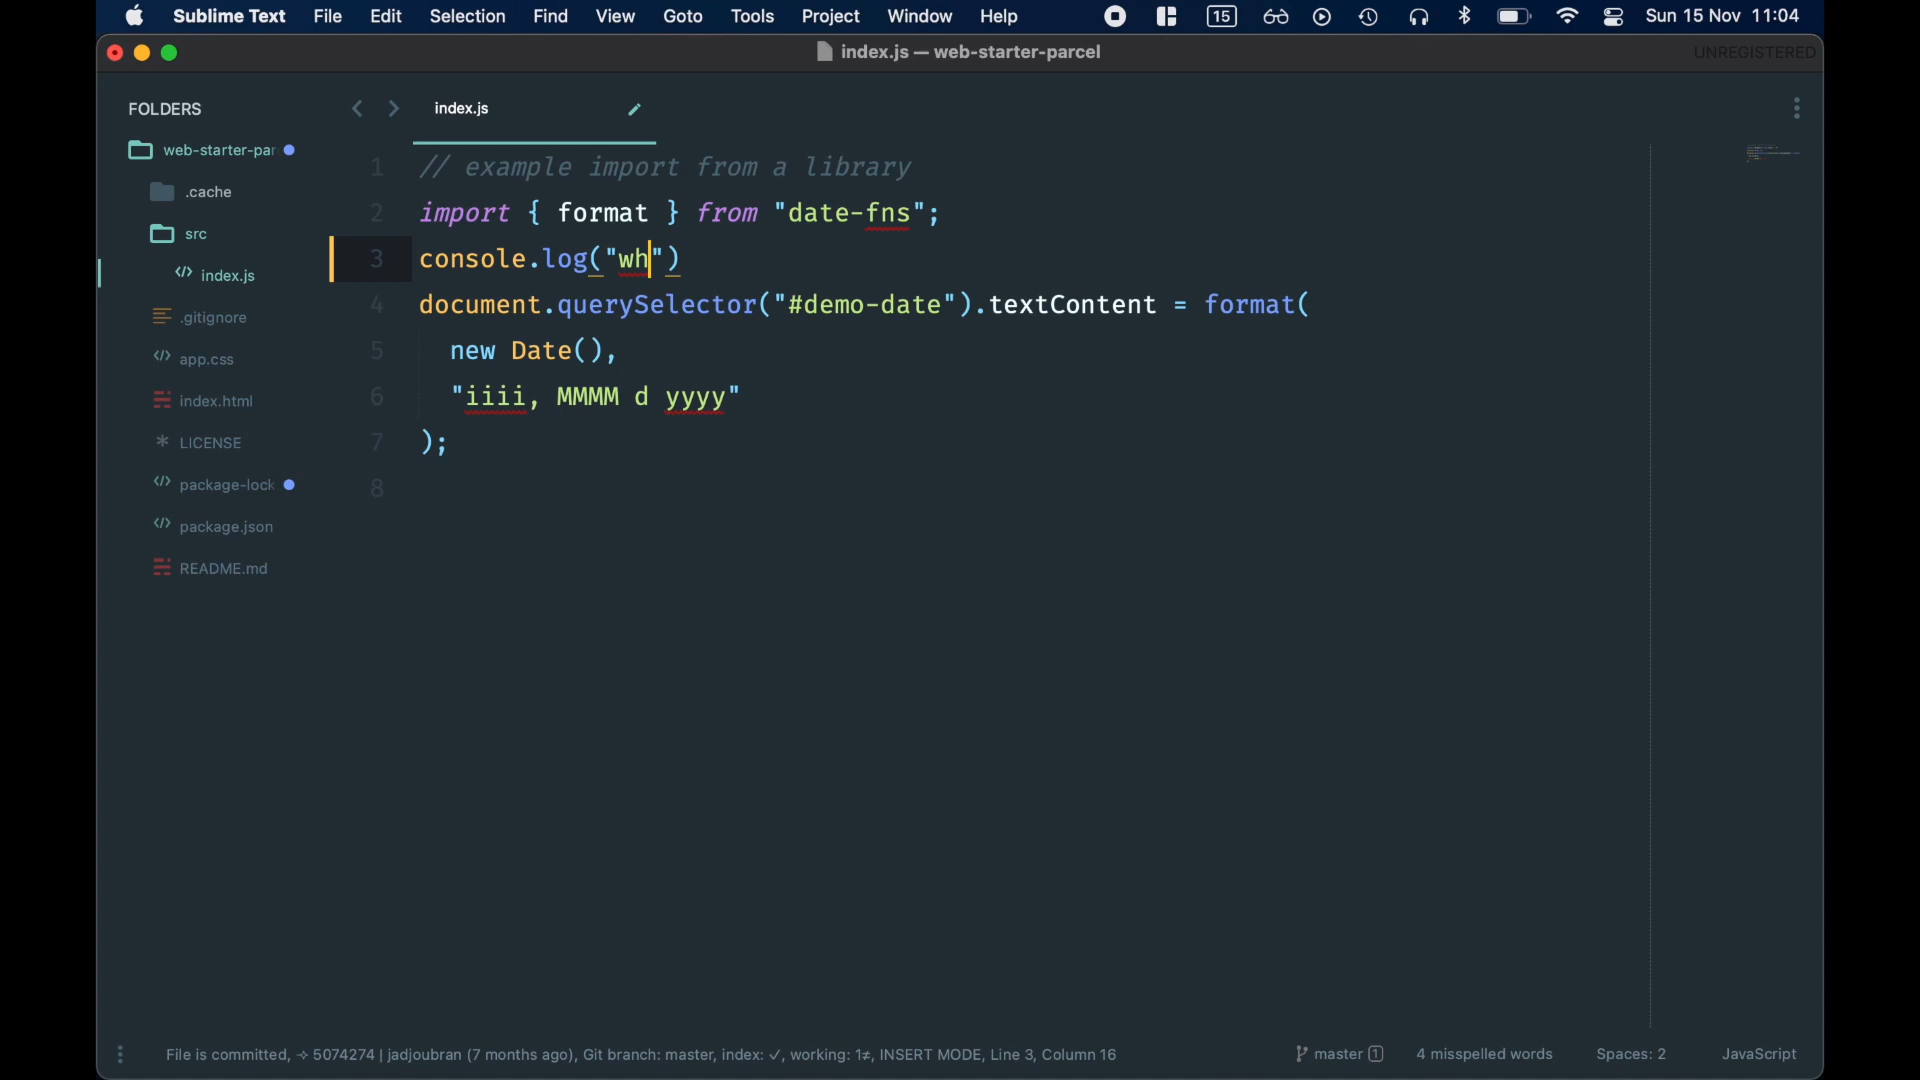 Sublime Text File Edit Selection Find View Goto Tools Project Window Help 15 Sun 15 Nov 11:04
index.js — web-starter-parcel UNREGISTERED
FOLDERS
web-starter-par
.cache
src
index.js
.gitignore
app.css
index.html
LICENSE
package-lock
package.json
README.md
index.js
1 // example import from a library
2 import { format } from "date-fns";
3 console.log("wh")
4 document.querySelector("#demo-date").textContent = format(
5 new Date(),
6 "iiii, MMMM d yyyy"
7 );
8
File is committed, ⟢ 5074274 | jadjoubran (7 months ago), Git branch: master, index: ✓, working: 1≠, INSERT MODE, Line 3, Column 16 master 1 4 misspelled words Spaces: 2 JavaScript